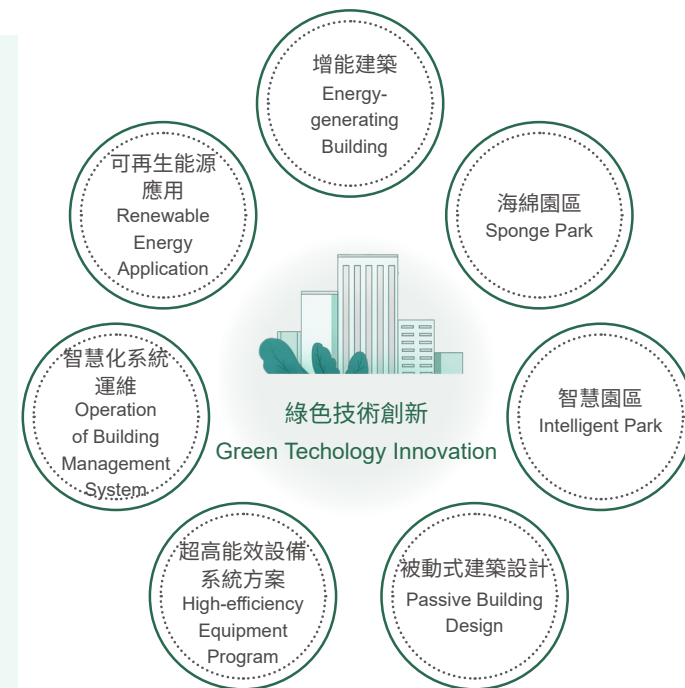 增能建築
Energy-
generating
Building
海綿園區
Sponge Park
可再生能源
應用
Renewable
Energy
Application
智慧園區
Intelligent Park
智慧化系統
運維
Operation
of Building
Management
System
綠色技術創新
Green Techology Innovation
超高能效設備
系統方案
High-efficiency
Equipment
Program
被動式建築設計
Passive Building
Design